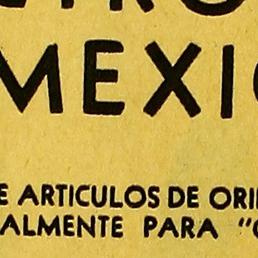 MEXIC
E ARTICULOS DE ORI
ALMENTE PARA "C